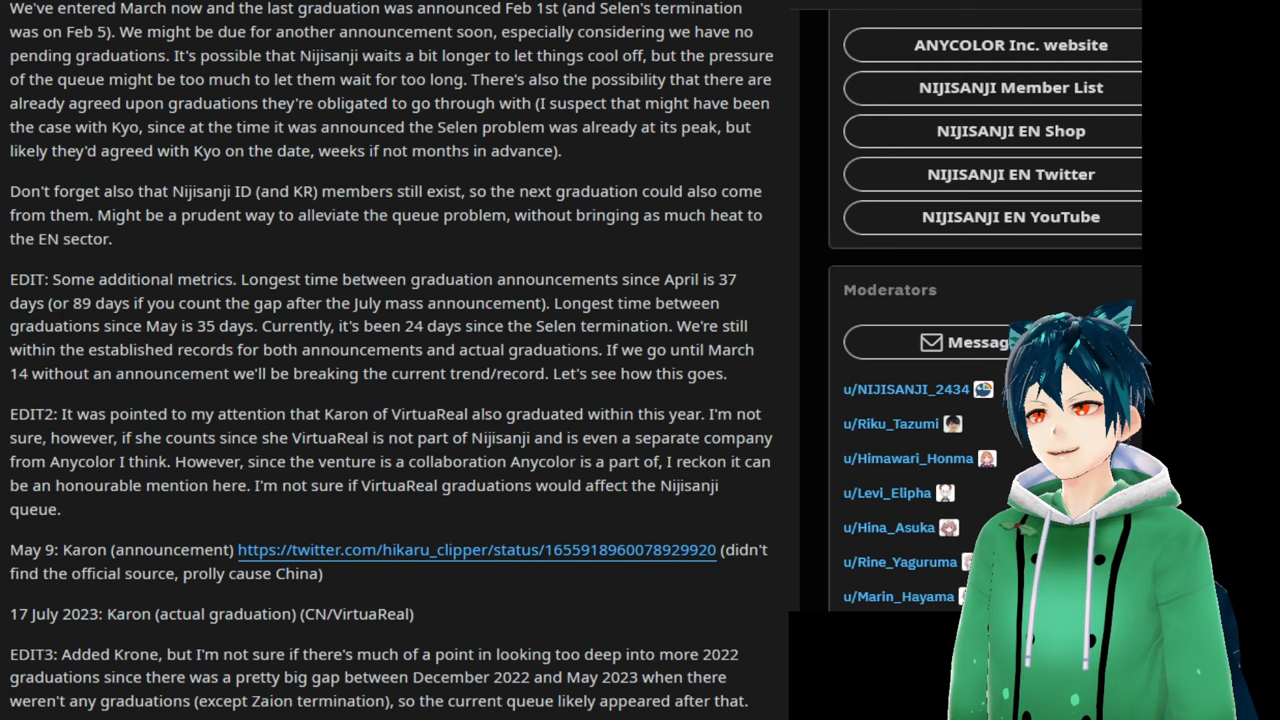 We've entered March now and the last graduation was announced Feb 1st (and Selen's termination
was on Feb 5). We might be due for another announcement soon, especially considering we have no
pending graduations. It's possible that Nijisanji waits a bit longer to let things cool off, but the pressure
of the queue might be too much to let them wait for too long. There's also the possibility that there are
already agreed upon graduations they're obligated to go through with (I suspect that might have been
the case with Kyo, since at the time it was announced the Selen problem was already at its peak, but
likely they'd agreed with Kyo on the date, weeks if not months in advance).
Don't forget also that Nijisanji ID (and KR) members still exist, so the next graduation could also come
from them. Might be a prudent way to alleviate the queue problem, without bringing as much heat to
the EN sector.
EDIT: Some additional metrics. Longest time between graduation announcements since April is 37
days (or 89 days if you count the gap after the July mass announcement). Longest time between
graduations since May is 35 days. Currently, it's been 24 days since the Selen termination. We're still
within the established records for both announcements and actual graduations. If we go until March
14 without an announcement we'll be breaking the current trend/record. Let's see how this goes.
EDIT2: It was pointed to my attention that Karon of VirtuaReal also graduated within this year. I'm not
sure, however, if she counts since she VirtuaReal is not part of Nijisanji and is even a separate company
from Anycolor I think. However, since the venture is a collaboration Anycolor is a part of, I reckon it can
be an honourable mention here. I'm not sure if VirtuaReal graduations would affect the Nijisanji
queue.
May 9: Karon (announcement) https://twitter.com/hikaru_clipper/status/1655918960078929920 (didn't
find the official source, prolly cause China)
17 July 2023: Karon (actual graduation) (CN/VirtuaReal)
EDIT3: Added Krone, but I'm not sure if there's much of a point in looking too deep into more 2022
graduations since there was a pretty big gap between December 2022 and May 2023 when there
weren't any graduations (except Zaion termination), so the current queue likely appeared after that.
ANYCOLOR Inc. website
NIJISANJI Member List
NIJISANJI EN Shop
NIJISANJI EN Twitter
NIJISANJI EN YouTube
Moderators
Messag
u/NIJISANJI_2434
u/Riku_Tazumi
u/Himawari_Honma
u/Levi_Elipha
u/Hina_Asuka
u/Rine_Yaguruma
u/Marin_Hayama